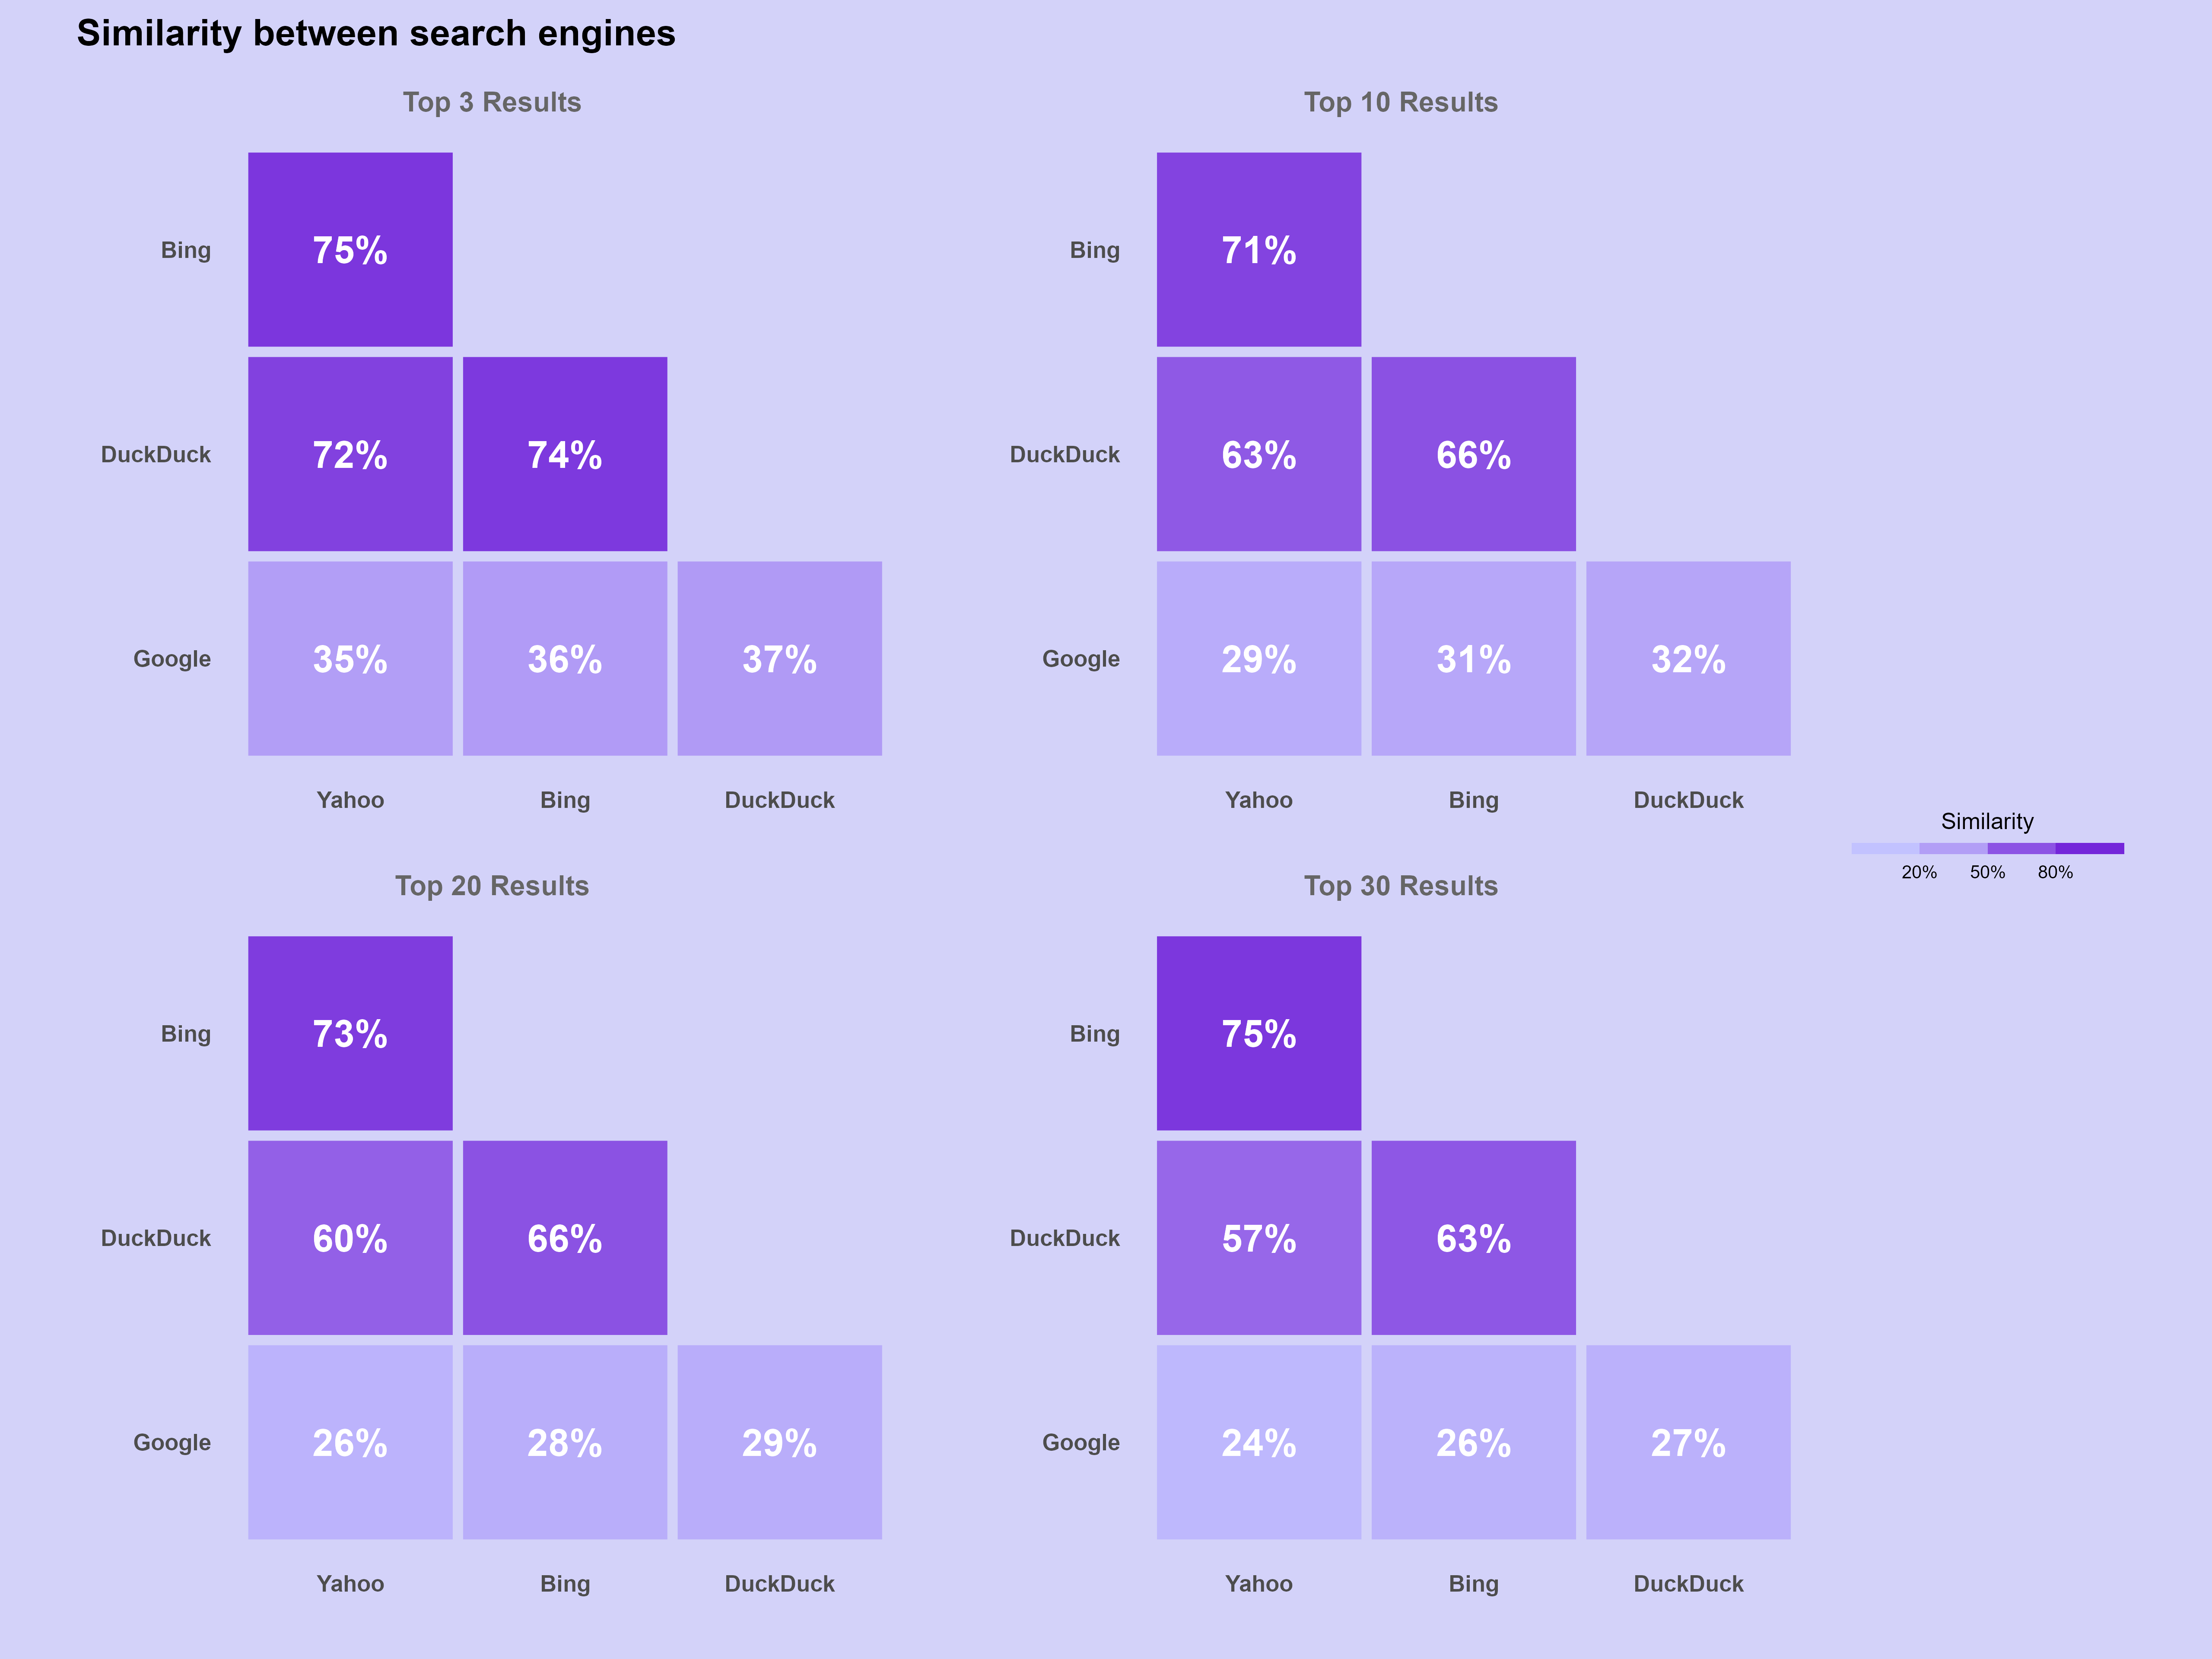 Similarity between search engines
Top 3 Results
Bing
75%
DuckDuck
72%
74%
Google
35%
36%
37%
Yahoo
Bing
DuckDuck
Top 10 Results
Bing
71%
DuckDuck
63%
66%
Google
29%
31%
32%
Yahoo
Bing
DuckDuck
Similarity
20%
50%
80%
Top 20 Results
Bing
73%
DuckDuck
60%
66%
Google
26%
28%
29%
Yahoo
Bing
DuckDuck
Top 30 Results
Bing
75%
DuckDuck
57%
63%
Google
24%
26%
27%
Yahoo
Bing
DuckDuck